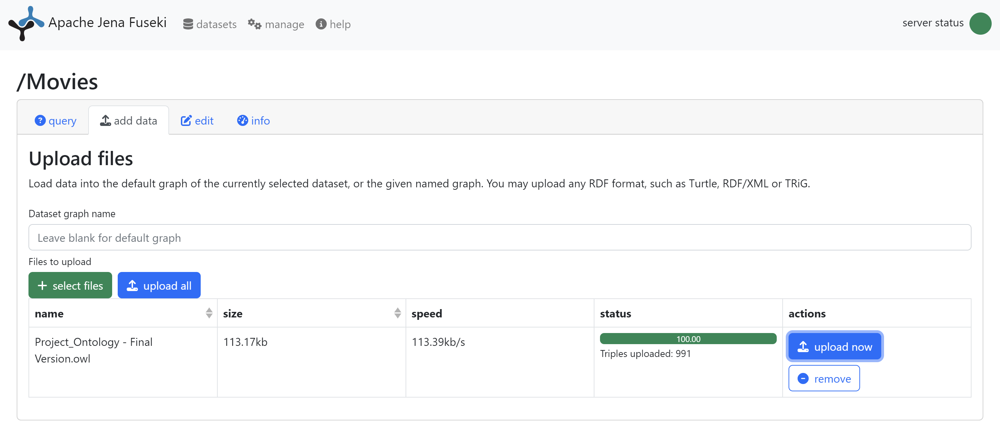 Apache Jena Fuseki datasets manage help server status
/Movies
query add data edit info
Upload files
Load data into the default graph of the currently selected dataset, or the given named graph. You may upload any RDF format, such as Turtle, RDF/XML or TRiG.
Dataset graph name
Leave blank for default graph
Files to upload
select files upload all
name size speed status actions
Project_Ontology - Final 113.17kb 113.39kb/s 100.00 upload now
Version.owl Triples uploaded: 991
remove